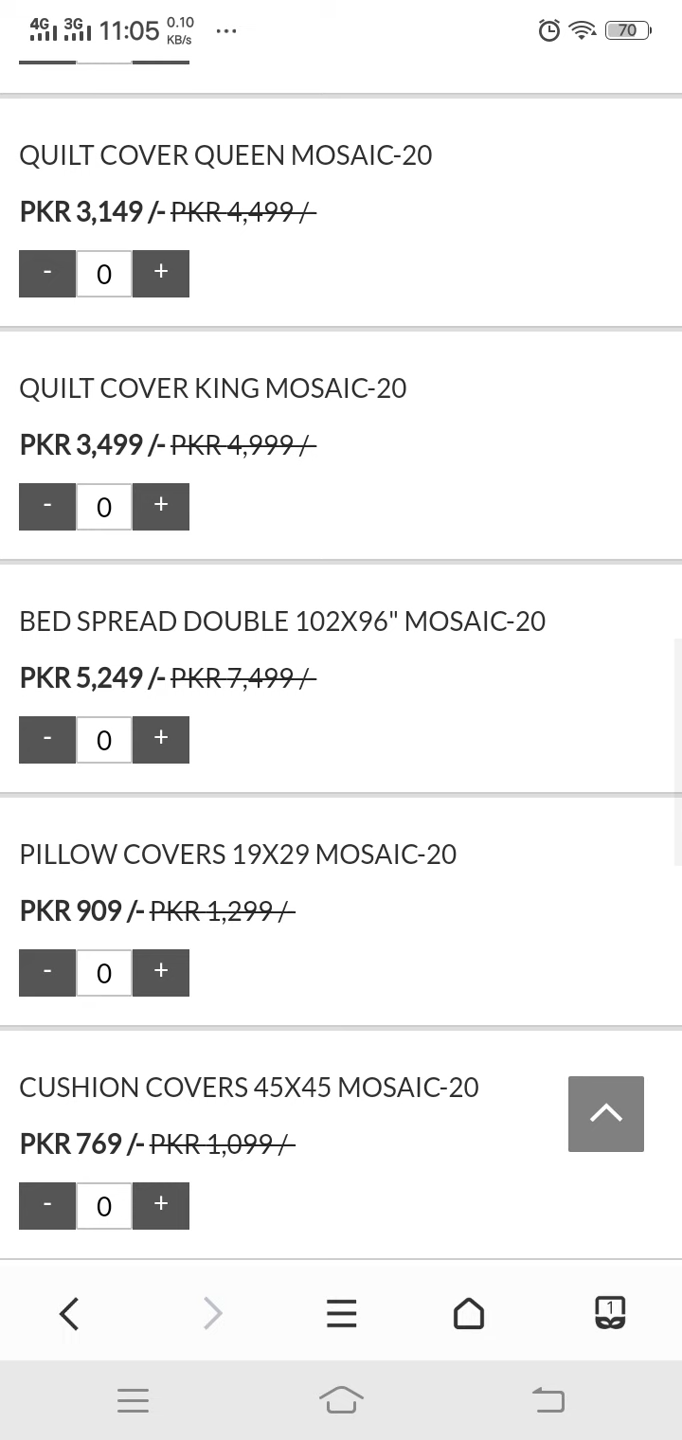 4G 3G 11:05 0.10 KB/s ... 70
QUILT COVER QUEEN MOSAIC-20
PKR 3,149 /- PKR 4,499 /-
- 0 +
QUILT COVER KING MOSAIC-20
PKR 3,499 /- PKR 4,999 /-
- 0 +
BED SPREAD DOUBLE 102X96" MOSAIC-20
PKR 5,249 /- PKR 7,499 /-
- 0 +
PILLOW COVERS 19X29 MOSAIC-20
PKR 909 /- PKR 1,299 /-
- 0 +
CUSHION COVERS 45X45 MOSAIC-20
PKR 769 /- PKR 1,099 /-
- 0 +
1